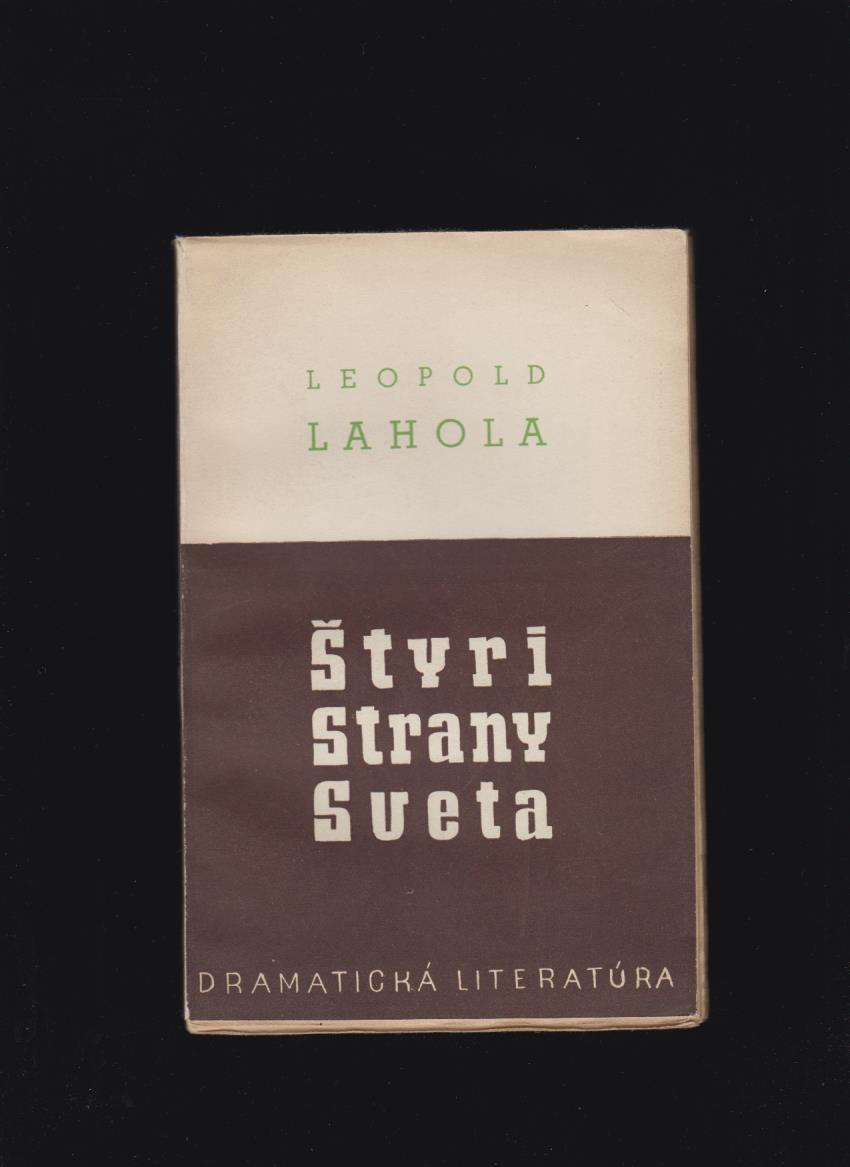 LEOPOLD
LAHOLA
Štyri
Strany
Sveta
DRAMATICKÁ LITERATÚRA